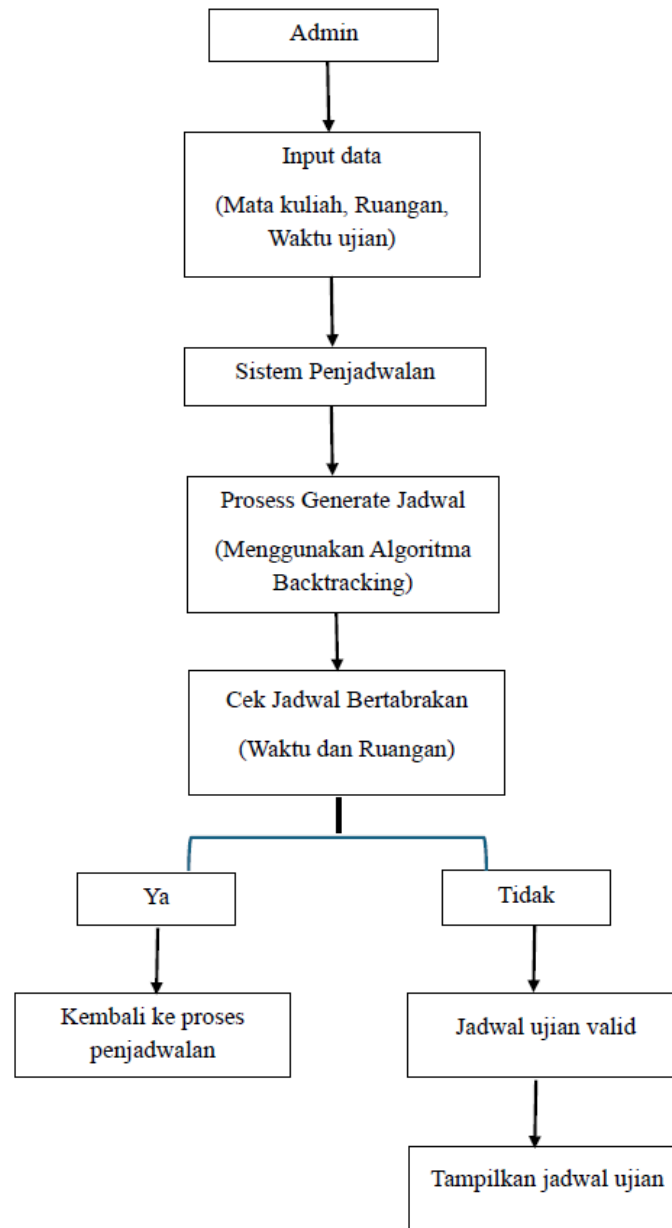 Admin
Input data
(Mata kuliah, Ruangan,
Waktu ujian)
Sistem Penjadwalan
Prosess Generate Jadwal
(Menggunakan Algoritma
Backtracking)
Cek Jadwal Bertabrakan
(Waktu dan Ruangan)
Ya
Tidak
Kembali ke proses
penjadwalan
Jadwal ujian valid
Tampilkan jadwal ujian